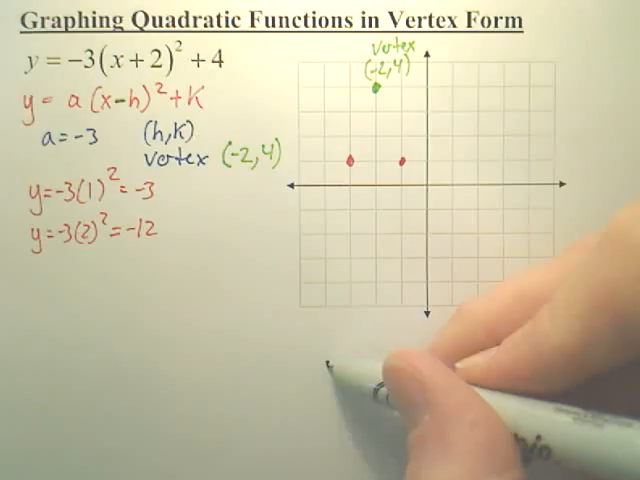 Graphing Quadratic Functions in Vertex Form
y = −3(x + 2)² + 4
y = a (x-h)² + k
a = -3 (h,k)
vertex (-2,4)
y = -3(1)² = -3
y = -3(2)² = -12
vertex
(-2,4)